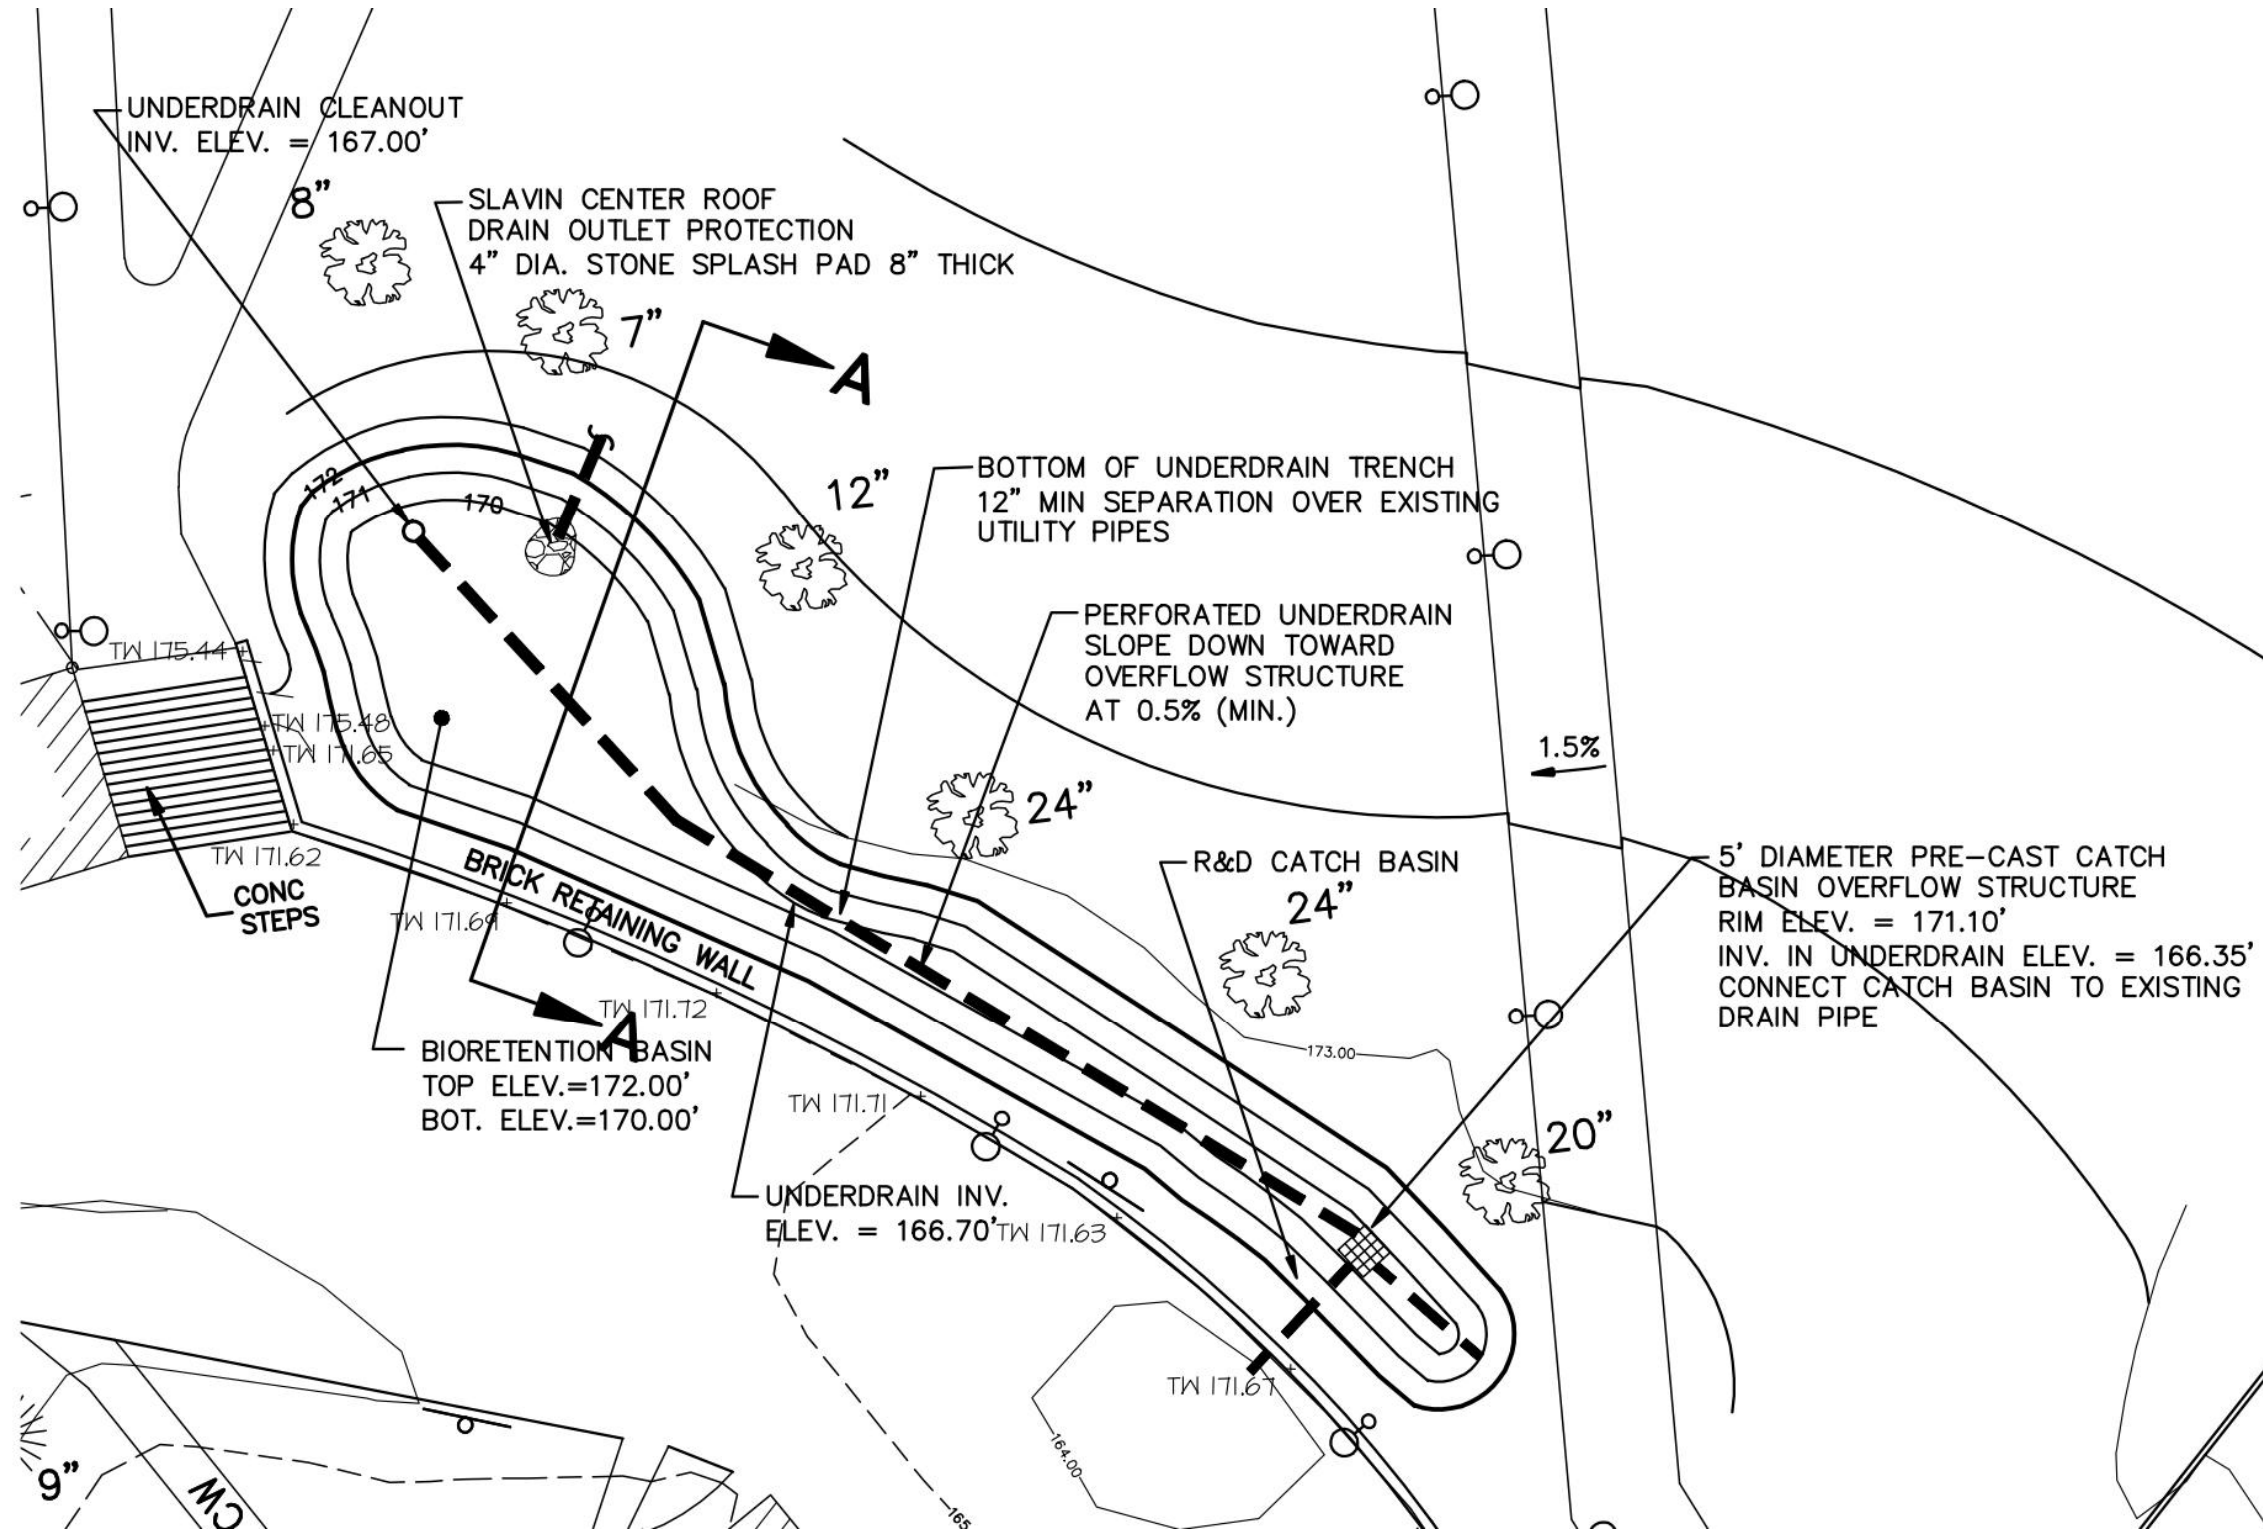 UNDERDRAIN CLEANOUT
INV. ELEV. = 167.00'
8"
SLAVIN CENTER ROOF
DRAIN OUTLET PROTECTION
4" DIA. STONE SPLASH PAD 8" THICK
7"
A
172
171
170
12"
BOTTOM OF UNDERDRAIN TRENCH
12" MIN SEPARATION OVER EXISTING
UTILITY PIPES
PERFORATED UNDERDRAIN
SLOPE DOWN TOWARD
OVERFLOW STRUCTURE
AT 0.5% (MIN.)
TW 175.44
TW 175.48
TW 171.65
1.5%
24"
TW 171.62
CONC
STEPS
BRICK RETAINING WALL
TW 171.69
R&D CATCH BASIN
24"
5' DIAMETER PRE-CAST CATCH
BASIN OVERFLOW STRUCTURE
RIM ELEV. = 171.10'
INV. IN UNDERDRAIN ELEV. = 166.35'
CONNECT CATCH BASIN TO EXISTING
DRAIN PIPE
TW 171.72
A
BIORETENTION BASIN
TOP ELEV.=172.00'
BOT. ELEV.=170.00'
173.00
TW 171.71
20"
UNDERDRAIN INV.
ELEV. = 166.70'
TW 171.63
TW 171.67
164.00
165
9"
CW